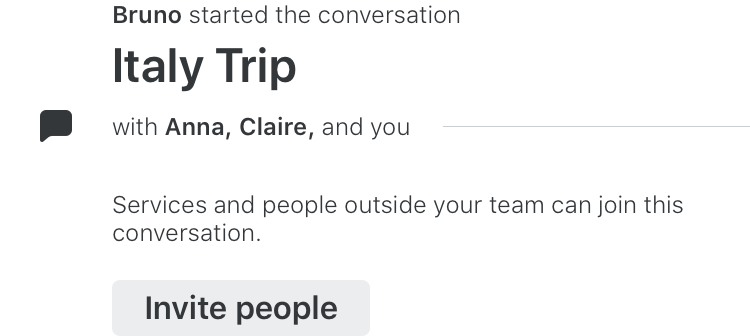 Bruno started the conversation
Italy Trip
with Anna, Claire, and you
Services and people outside your team can join this
conversation.
Invite people